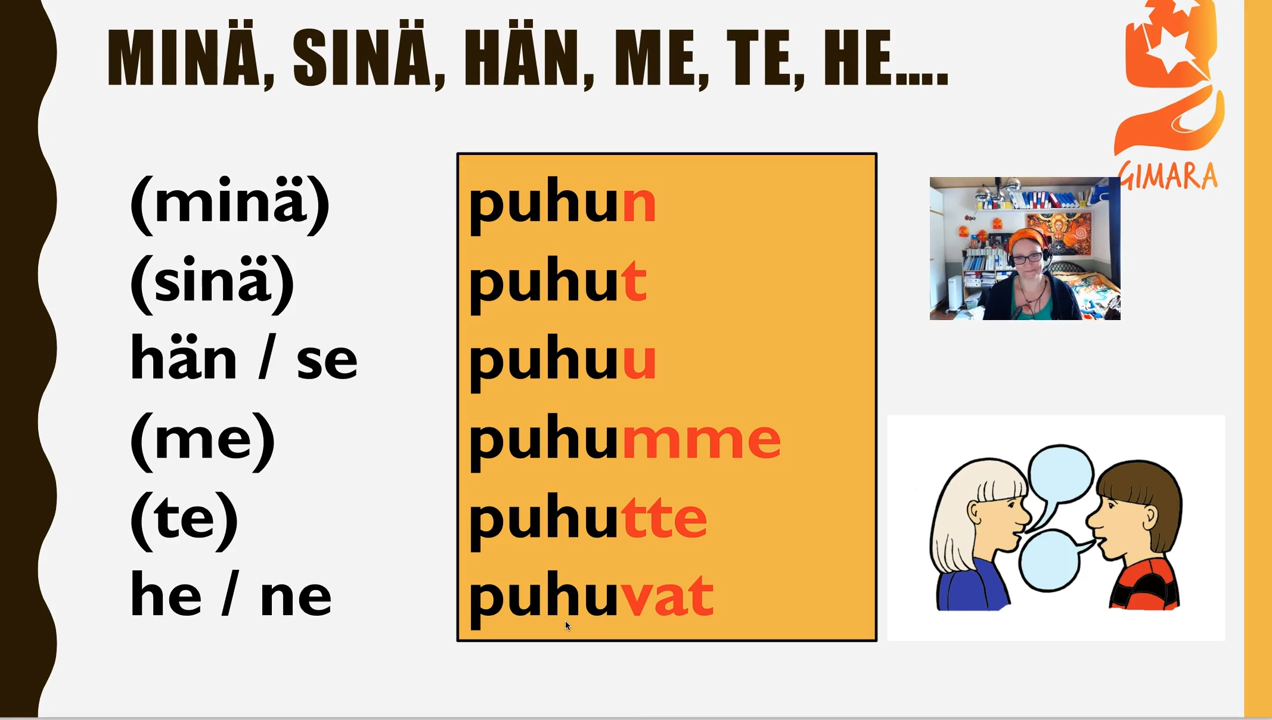 MINÄ, SINÄ, HÄN, ME, TE, HE....
GIMARA
(minä) puhun
(sinä) puhut
hän / se puhuu
(me) puhumme
(te) puhutte
he / ne puhuvat